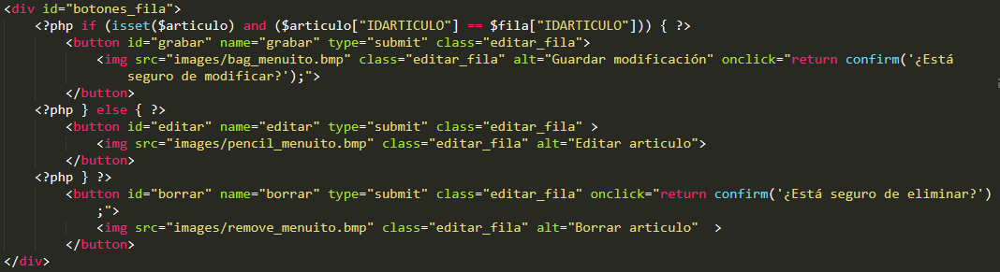 <div id="botones_fila">
<?php if (isset($articulo) and ($articulo["IDARTICULO"] == $fila["IDARTICULO"])) { ?>
<button id="grabar" name="grabar" type="submit" class="editar_fila">
<img src="images/bag_menuito.bmp" class="editar_fila" alt="Guardar modificación" onclick="return confirm('¿Está
seguro de modificar?');">
</button>
<?php } else { ?>
<button id="editar" name="editar" type="submit" class="editar_fila" >
<img src="images/pencil_menuito.bmp" class="editar_fila" alt="Editar articulo">
</button>
<?php } ?>
<button id="borrar" name="borrar" type="submit" class="editar_fila" onclick="return confirm('¿Está seguro de eliminar?')
;">
<img src="images/remove_menuito.bmp" class="editar_fila" alt="Borrar articulo"  >
</button>
</div>